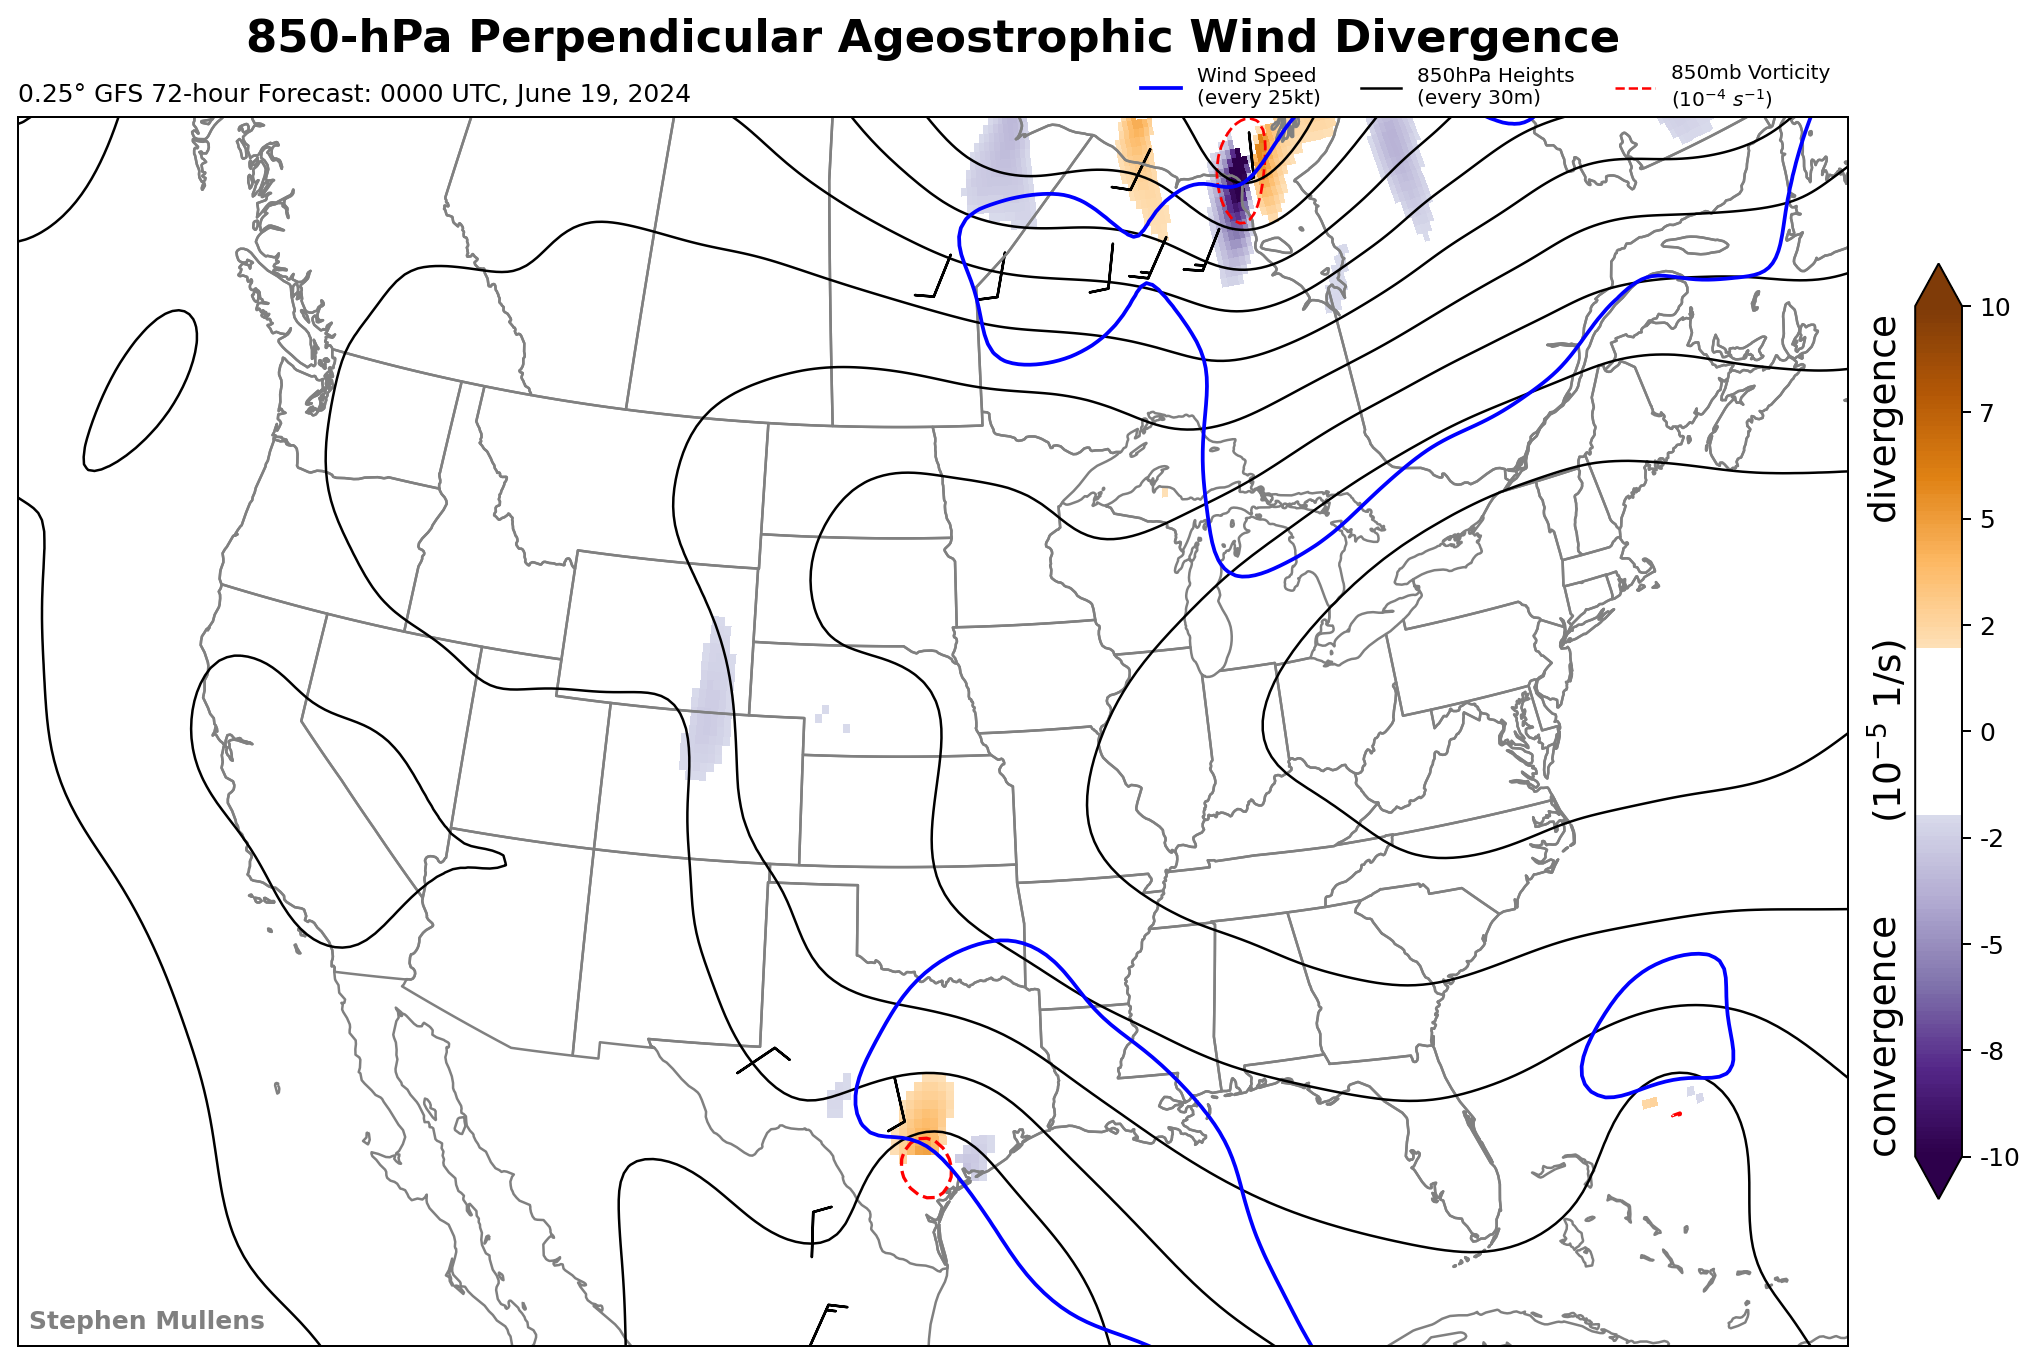 850-hPa Perpendicular Ageostrophic Wind Divergence
0.25° GFS 72-hour Forecast: 0000 UTC, June 19, 2024
Wind Speed
(every 25kt)
850hPa Heights
(every 30m)
850mb Vorticity
(10⁻⁴ s⁻¹)
10
7
5
2
0
-2
-5
-8
-10
convergence (10⁻⁵ 1/s) divergence
Stephen Mullens